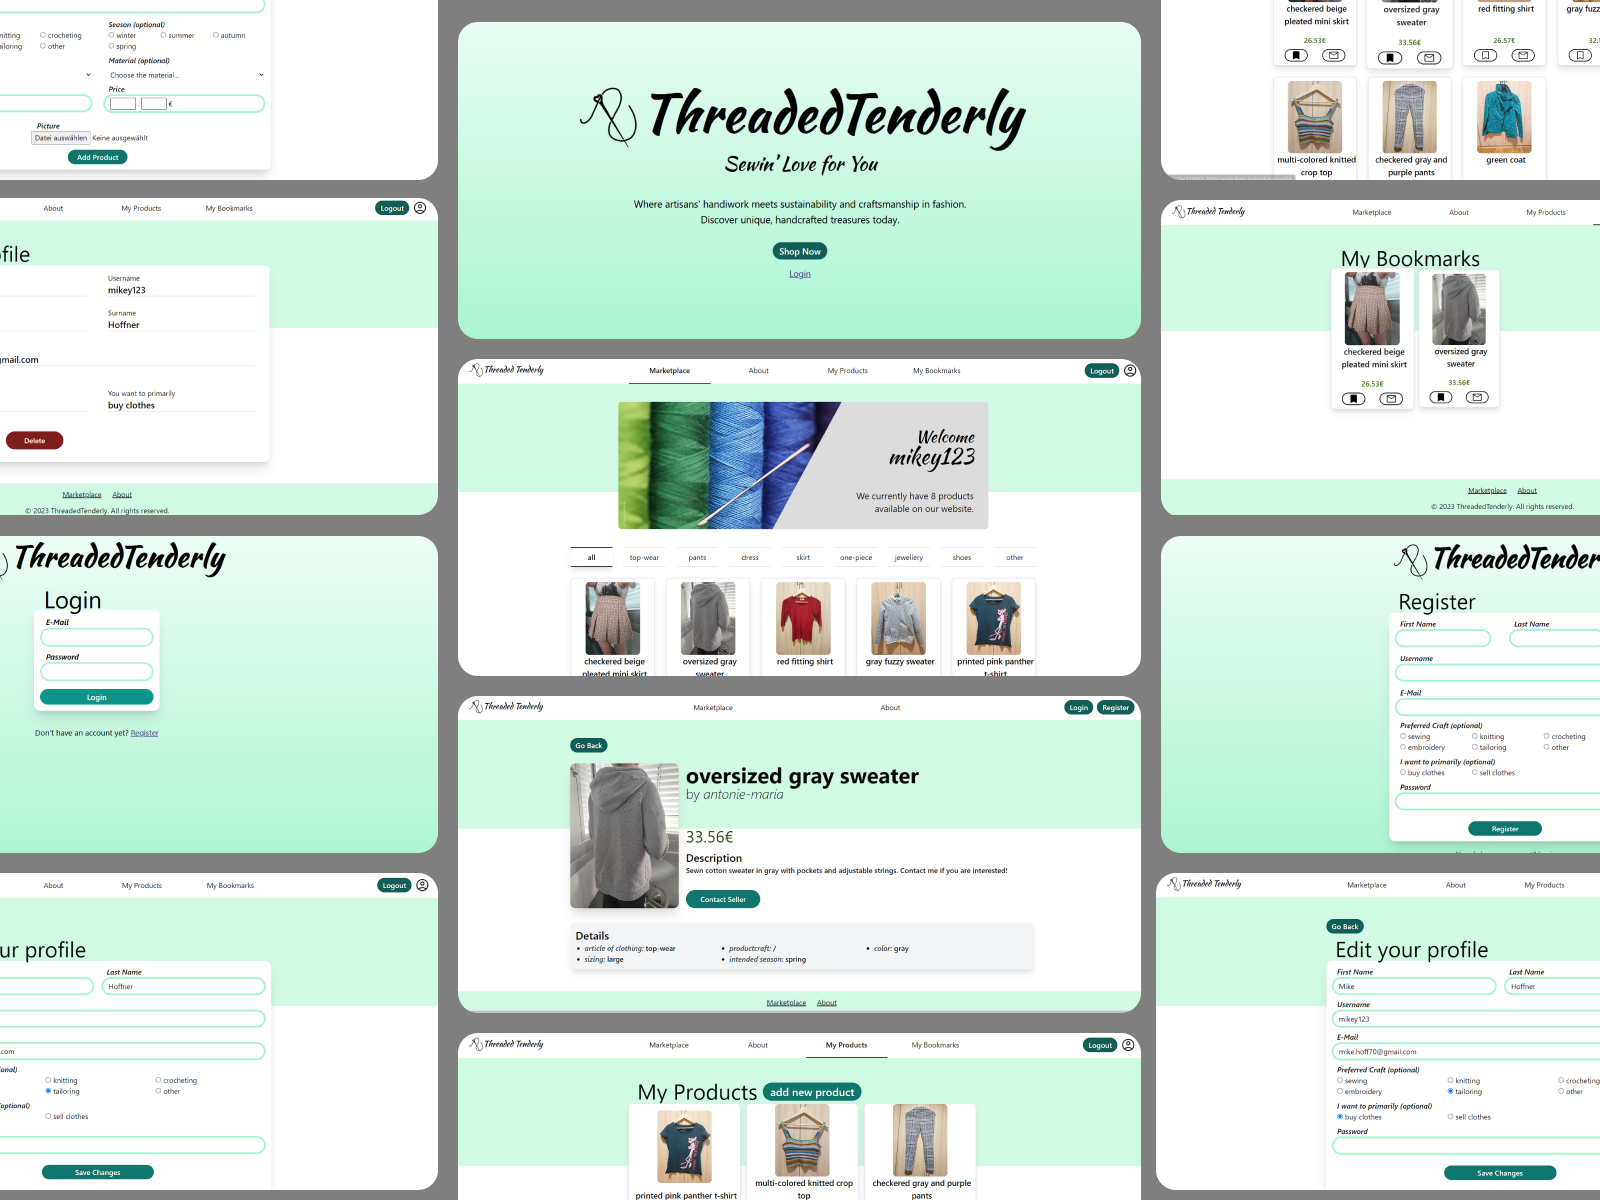 Season (optional)
nitting
crocheting
winter
summer
autumn
ailoring
other
spring
Material (optional)
Choose the material...
Price
€
Picture
Datei auswählen Keine ausgewählt
Add Product
About
My Products
My Bookmarks
Logout
ofile
Username
mikey123
Surname
Hoffner
gmail.com
You want to primarily
buy clothes
Delete
Marketplace
About
© 2023 ThreadedTenderly. All rights reserved.
ThreadedTenderly
Login
E-Mail
Password
Login
Don't have an account yet? Register
About
My Products
My Bookmarks
Logout
ur profile
Last Name
Hoffner
.com
onal)
knitting
crocheting
tailoring
other
(optional)
sell clothes
Save Changes
ThreadedTenderly
Sewin' Love for You
Where artisans' handiwork meets sustainability and craftsmanship in fashion.
Discover unique, handcrafted treasures today.
Shop Now
Login
Threaded Tenderly
Marketplace
About
My Products
My Bookmarks
Logout
Welcome
mikey123
We currently have 8 products
available on our website.
all
top-wear
pants
dress
skirt
one-piece
jewellery
shoes
other
checkered beige
pleated mini skirt
oversized gray
sweater
red fitting shirt
gray fuzzy sweater
printed pink panther
t-shirt
Threaded Tenderly
Marketplace
About
Login
Register
Go Back
oversized gray sweater
by antonie-maria
33.56€
Description
Sewn cotton sweater in gray with pockets and adjustable strings. Contact me if you are interested!
Contact Seller
Details
• article of clothing: top-wear
• productcraft: /
• color: gray
• sizing: large
• intended season: spring
Marketplace
About
Threaded Tenderly
Marketplace
About
My Products
My Bookmarks
Logout
My Products
add new product
printed pink panther t-shirt
multi-colored knitted crop
top
checkered gray and purple
pants
checkered beige
pleated mini skirt
26.53€
oversized gray
sweater
33.56€
red fitting shirt
26.57€
gray fuzz
32.
multi-colored knitted
crop top
checkered gray and
purple pants
green coat
Threaded Tenderly
Marketplace
About
My Products
My Bookmarks
checkered beige
pleated mini skirt
26.53€
oversized gray
sweater
33.56€
Marketplace
About
© 2023 ThreadedTenderly. All rights reserved.
ThreadedTender
Register
First Name
Last Name
Username
E-Mail
Preferred Craft (optional)
sewing
knitting
crocheting
embroidery
tailoring
other
I want to primarily (optional)
buy clothes
sell clothes
Password
Register
Threaded Tenderly
Marketplace
About
My Products
Go Back
Edit your profile
First Name
Last Name
Mike
Hoffner
Username
mikey123
E-Mail
mike.hoff70@gmail.com
Preferred Craft (optional)
sewing
knitting
crocheting
embroidery
tailoring
other
I want to primarily (optional)
buy clothes
sell clothes
Password
Save Changes